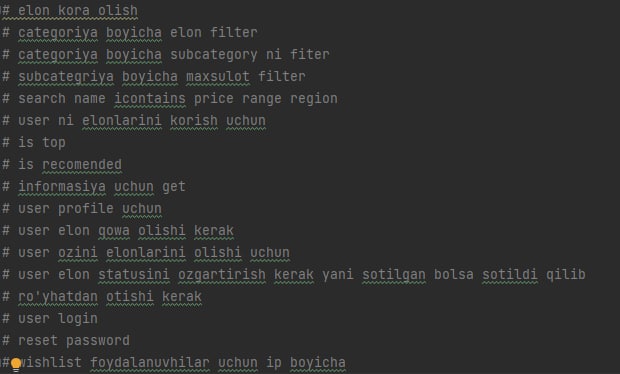 # elon kora olish
# categoriya boyicha elon filter
# categoriya boyicha subcategory ni fiter
# subcategriya boyicha maxsulot filter
# search name icontains price range region
# user ni elonlarini korish uchun
# is top
# is recomended
# informasiya uchun get
# user profile uchun
# user elon qowa olishi kerak
# user ozini elonlarini olishi uchun
# user elon statusini ozgartirish kerak yani sotilgan bolsa sotildi qilib
# ro'yhatdan otishi kerak
# user login
# reset password
# wishlist foydalanuvhilar uchun ip boyicha